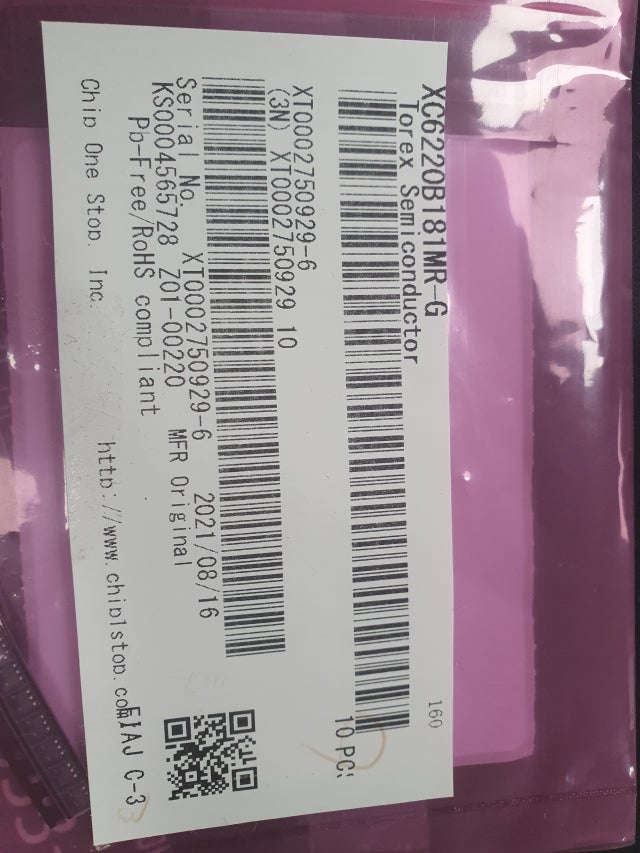 XC6220B181MR-G
Torex Semiconductor
160
10 PCS
XT0002750929-6
(3N) XT0002750929 10
Serial No. XT0002750929-6 2021/08/16
KS0004565728 Z01-00220 MFR Original
Pb-Free/RoHS compliant
EIAJ C-3
Chip One Stop. Inc. http://www.chip1stop.com/